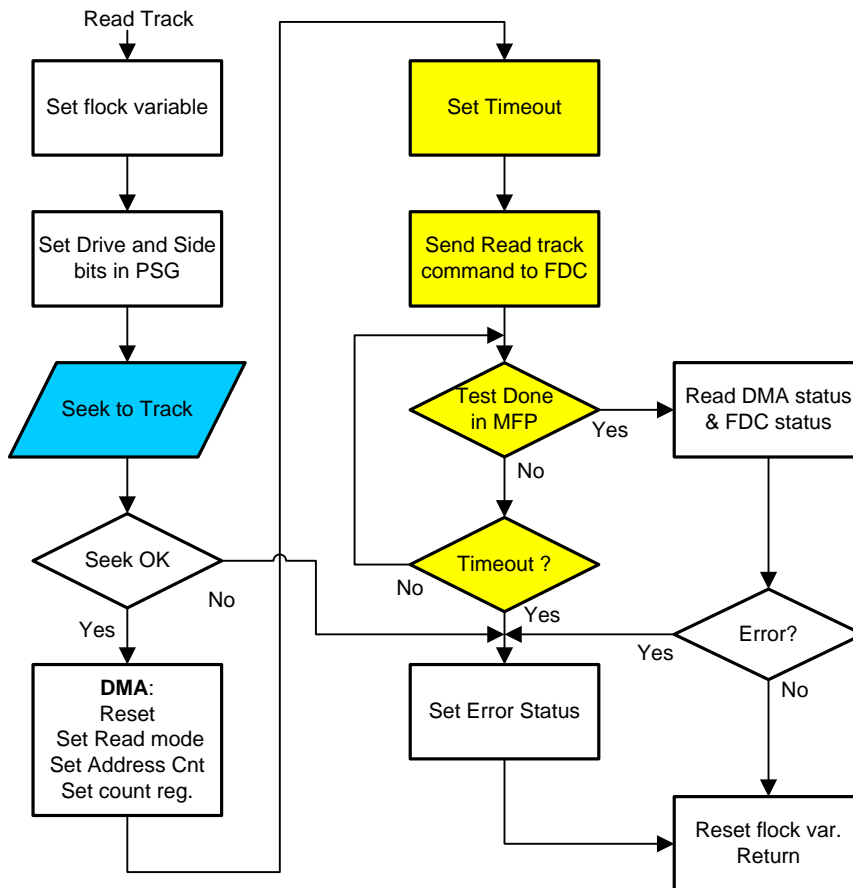 Read Track
Set flock variable
Set Drive and Side
bits in PSG
Seek to Track
Seek OK
No
Yes
DMA:
Reset
Set Read mode
Set Address Cnt
Set count reg.
Set Timeout
Send Read track
command to FDC
Test Done
in MFP
Yes
No
Timeout ?
No
Yes
Read DMA status
& FDC status
Error?
Yes
No
Set Error Status
Reset flock var.
Return